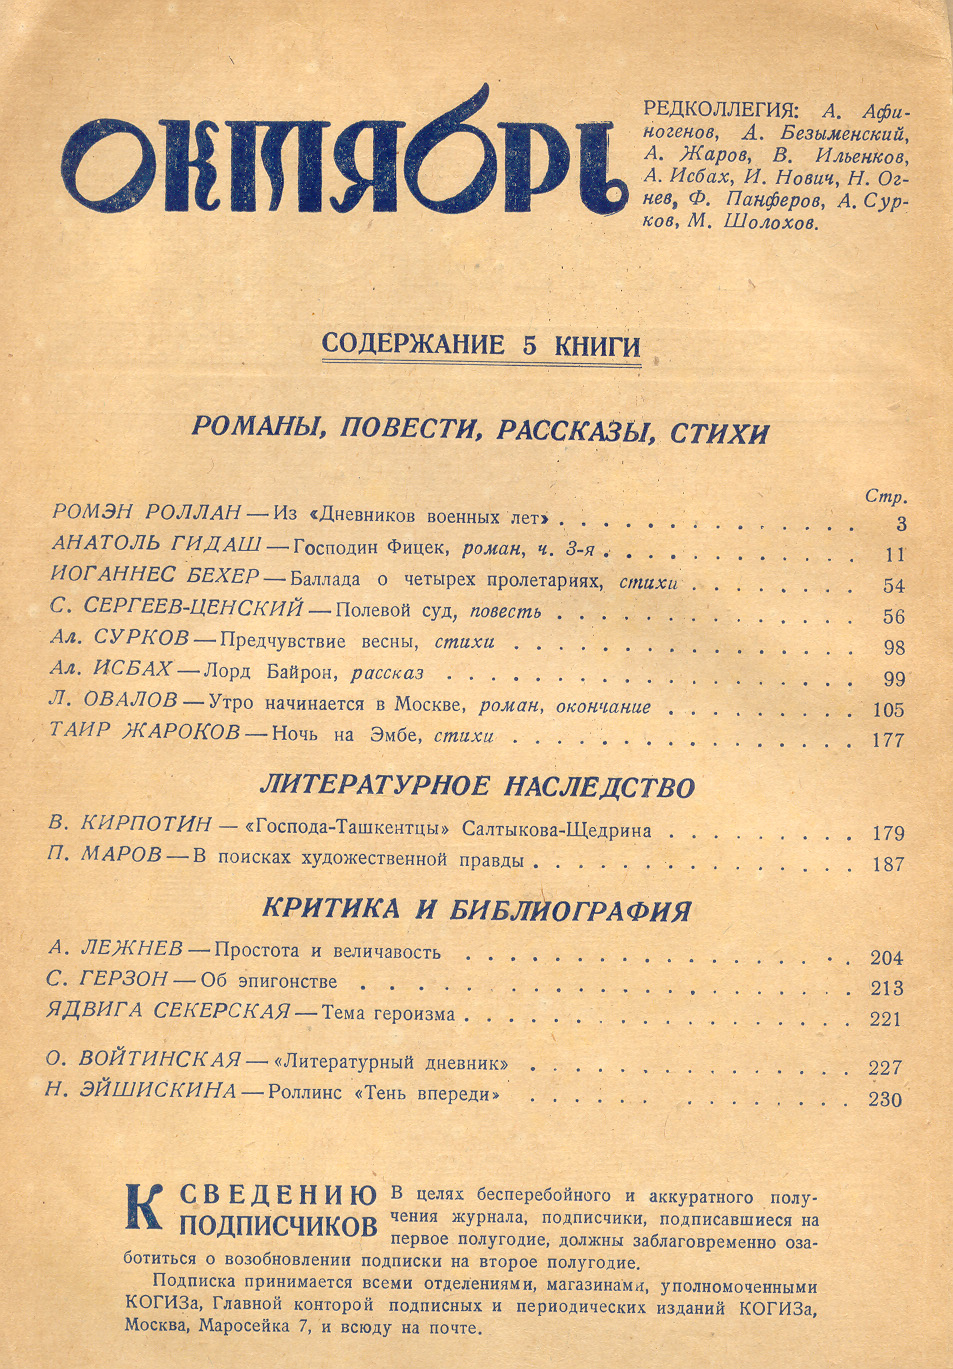 ОКТЯБРЬ
РЕДКОЛЛЕГИЯ: А. Афи-
ногенов, А. Безыменский,
А. Жаров, В. Ильенков,
А. Исбах, И. Нович, Н. Ог-
нев, Ф. Панферов, А. Сур-
ков, М. Шолохов.
СОДЕРЖАНИЕ 5 КНИГИ
РОМАНЫ, ПОВЕСТИ, РАССКАЗЫ, СТИХИ
Стр.
РОМЭН РОЛЛАН — Из «Дневников военных лет» . . . . . . . . . . . . . . 3
АНАТОЛЬ ГИДАШ — Господин Фицек, роман, ч. 3-я . . . . . . . . . . . . 11
ИОГАННЕС БЕХЕР — Баллада о четырех пролетариях, стихи . . . . . . . . 54
С. СЕРГЕЕВ-ЦЕНСКИЙ — Полевой суд, повесть . . . . . . . . . . . . . . 56
Ал. СУРКОВ — Предчувствие весны, стихи . . . . . . . . . . . . . . . . 98
Ал. ИСБАХ — Лорд Байрон, рассказ . . . . . . . . . . . . . . . . . . . 99
Л. ОВАЛОВ — Утро начинается в Москве, роман, окончание . . . . . . . . . 105
ТАИР ЖАРОКОВ — Ночь на Эмбе, стихи . . . . . . . . . . . . . . . . 177
ЛИТЕРАТУРНОЕ НАСЛЕДСТВО
В. КИРПОТИН — «Господа-Ташкентцы» Салтыкова-Щедрина . . . . . . . . . 179
П. МАРОВ — В поисках художественной правды . . . . . . . . . . . . . . . 187
КРИТИКА И БИБЛИОГРАФИЯ
А. ЛЕЖНЕВ — Простота и величавость . . . . . . . . . . . . . . . . . . 204
С. ГЕРЗОН — Об эпигонстве . . . . . . . . . . . . . . . . . . . . . . 213
ЯДВИГА СЕКЕРСКАЯ — Тема героизма . . . . . . . . . . . . . . . . . . 221
О. ВОЙТИНСКАЯ — «Литературный дневник» . . . . . . . . . . . . . . . 227
Н. ЭЙШИСКИНА — Роллинс «Тень впереди» . . . . . . . . . . . . . . 230
К СВЕДЕНИЮ
ПОДПИСЧИКОВ
В целях бесперебойного и аккуратного полу-
чения журнала, подписчики, подписавшиеся на
первое полугодие, должны заблаговременно оза-
ботиться о возобновлении подписки на второе полугодие.
Подписка принимается всеми отделениями, магазинами, уполномоченными
КОГИЗа, Главной конторой подписных и периодических изданий КОГИЗа,
Москва, Маросейка 7, и всюду на почте.